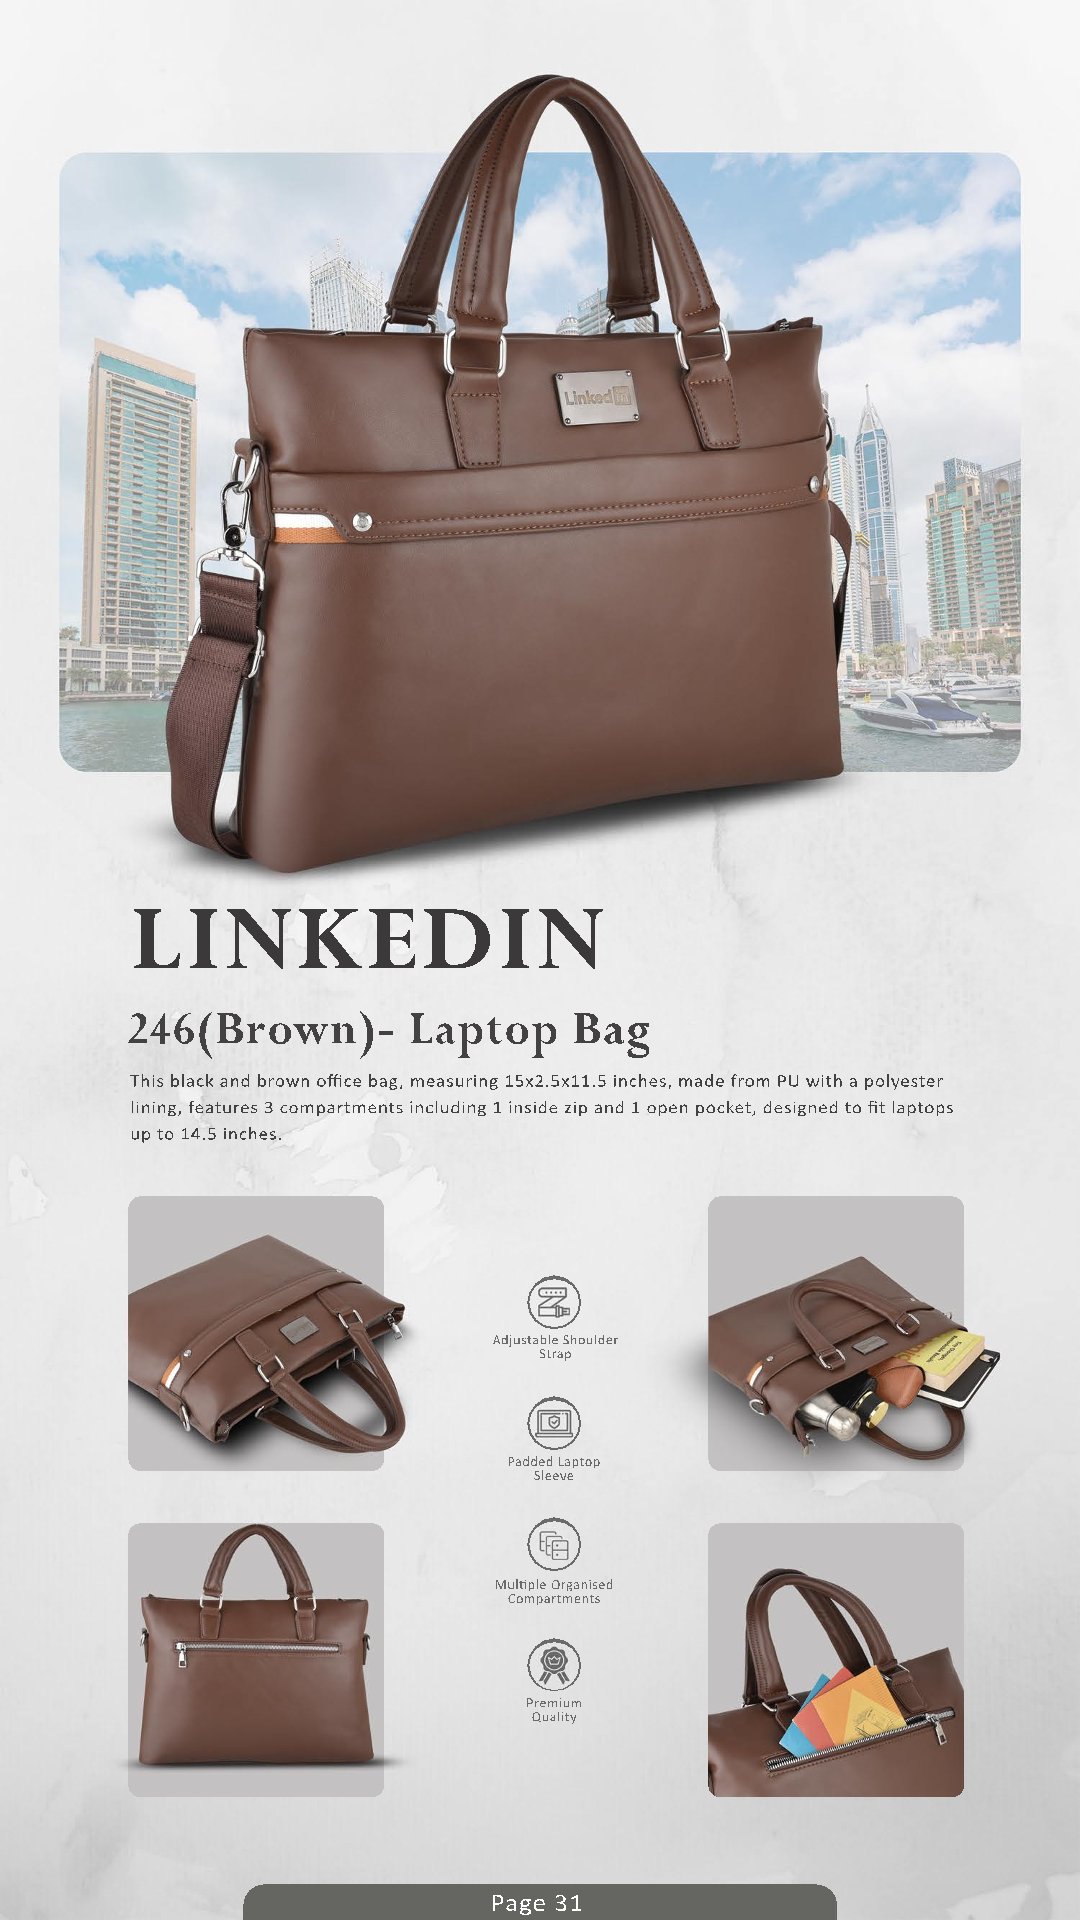 Linked in
LINKEDIN
246(Brown)- Laptop Bag
This black and brown office bag, measuring 15x2.5x11.5 inches, made from PU with a polyester
lining, features 3 compartments including 1 inside zip and 1 open pocket, designed to fit laptops
up to 14.5 inches.
Adjustable Shoulder
Strap
Padded Laptop
Sleeve
Multiple Organised
Compartments
Premium
Quality
Page 31